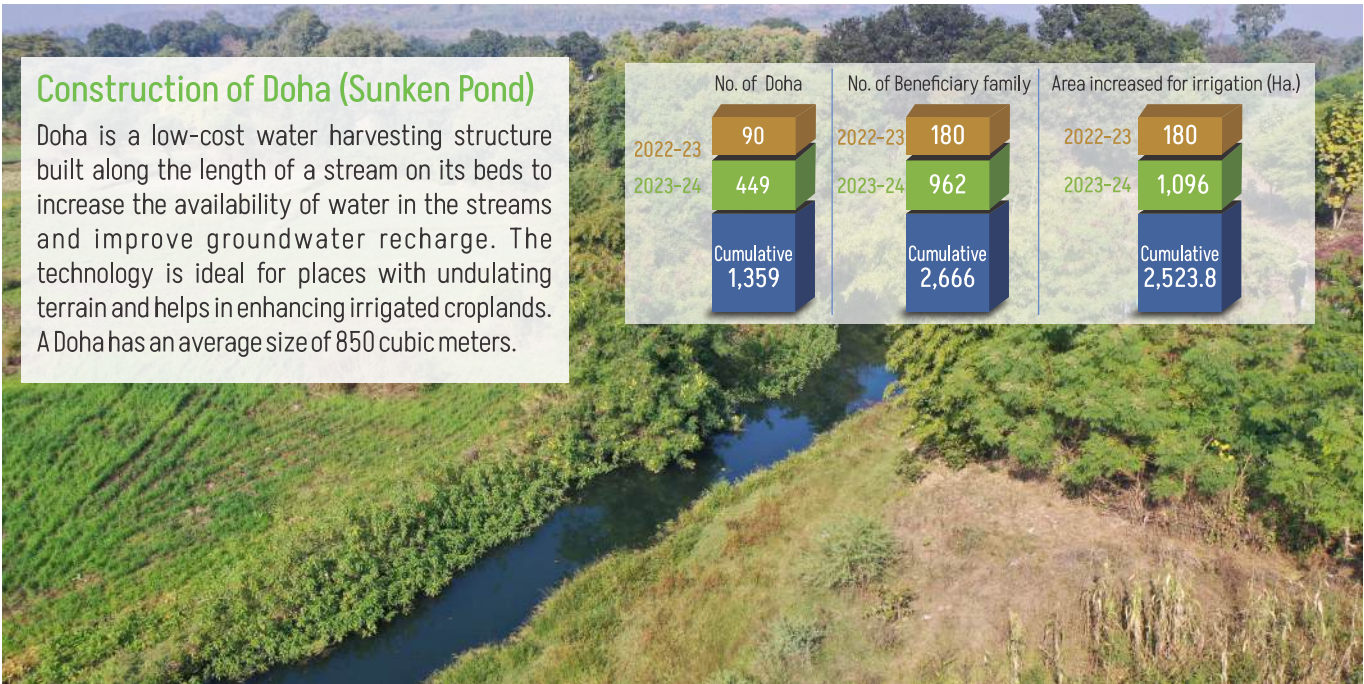 Construction of Doha (Sunken Pond)
Doha is a low-cost water harvesting structure
built along the length of a stream on its beds to
increase the availability of water in the streams
and improve groundwater recharge. The
technology is ideal for places with undulating
terrain and helps in enhancing irrigated croplands.
A Doha has an average size of 850 cubic meters.
No. of Doha
2022-23 90
2023-24 449
Cumulative
1,359
No. of Beneficiary family
2022-23 180
2023-24 962
Cumulative
2,666
Area increased for irrigation (Ha.)
2022-23 180
2023-24 1,096
Cumulative
2,523.8